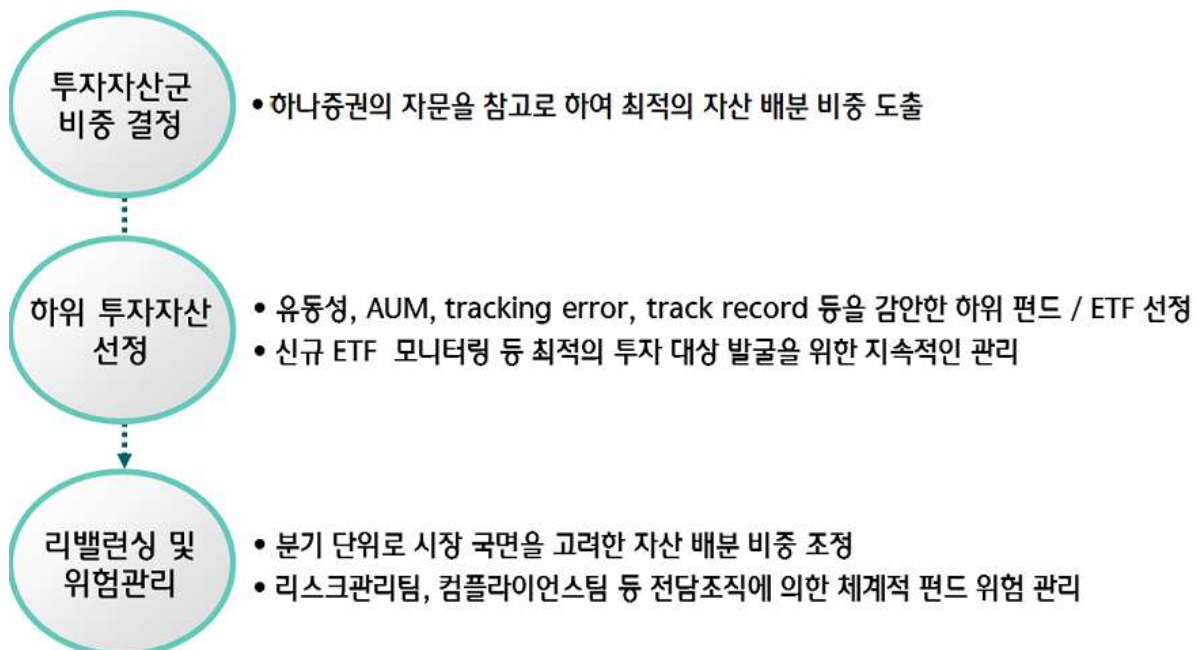 투자자산군
비중 결정
• 하나증권의 자문을 참고로 하여 최적의 자산 배분 비중 도출
하위 투자자산
선정
• 유동성, AUM, tracking error, track record 등을 감안한 하위 펀드 / ETF 선정
• 신규 ETF 모니터링 등 최적의 투자 대상 발굴을 위한 지속적인 관리
리밸런싱 및
위험관리
• 분기 단위로 시장 국면을 고려한 자산 배분 비중 조정
• 리스크관리팀, 컴플라이언스팀 등 전담조직에 의한 체계적 펀드 위험 관리